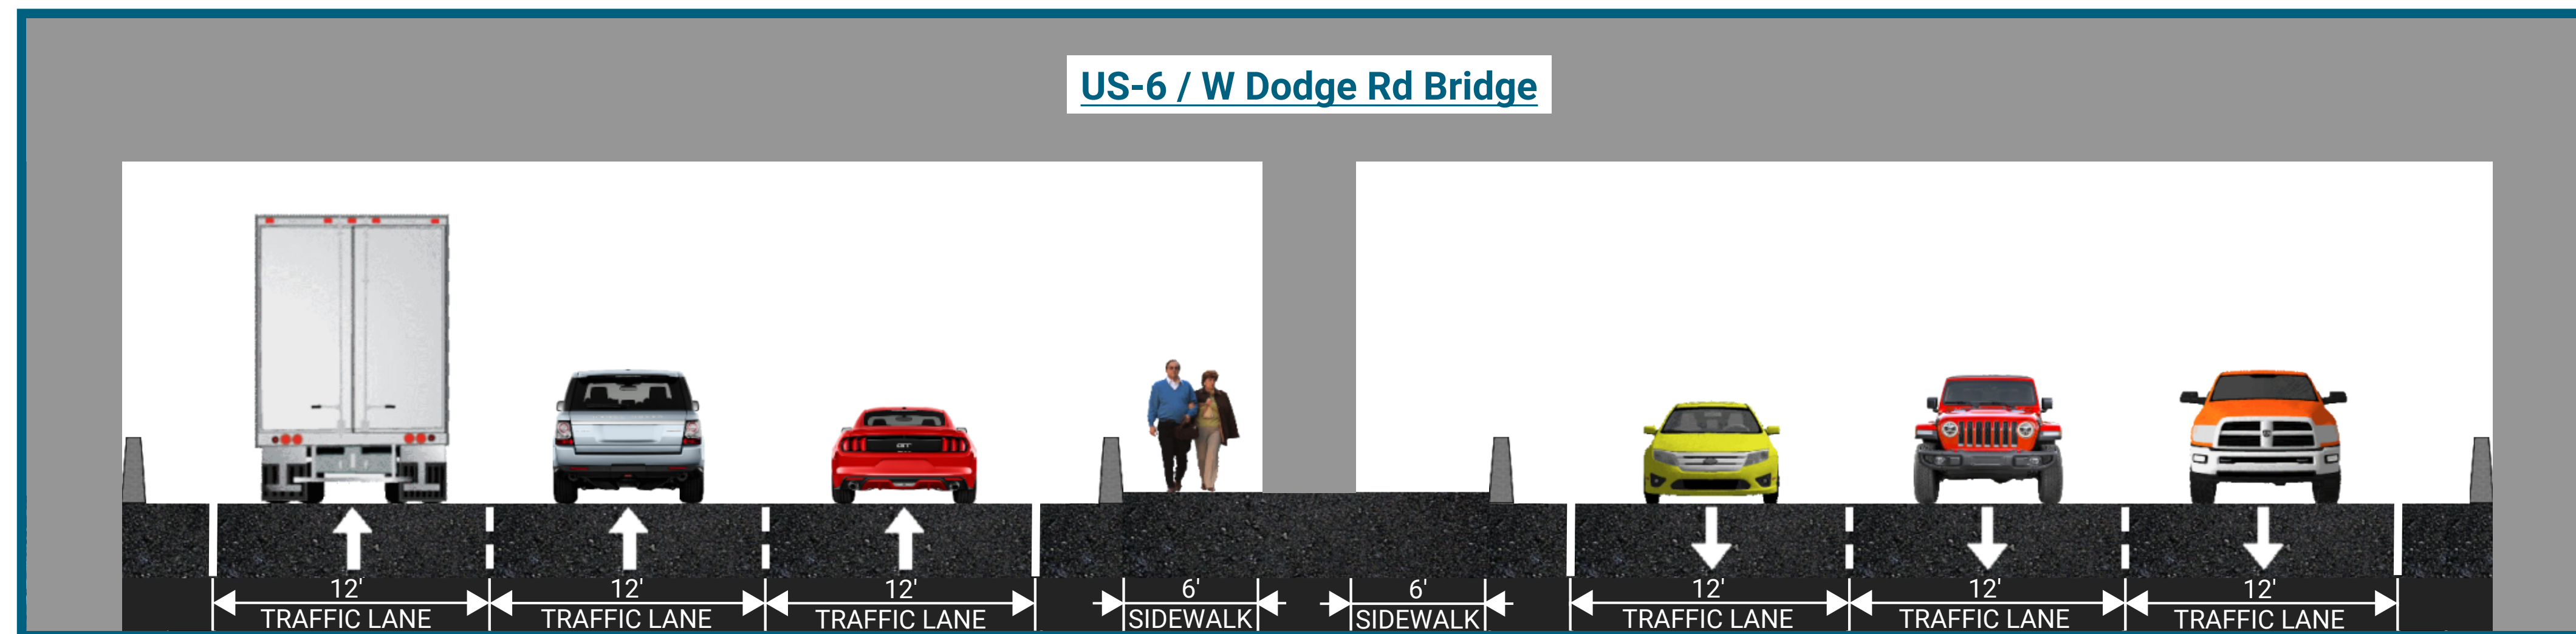 US-6 / W Dodge Rd Bridge
12' 12' 12' 6' 6' 12' 12' 12'
TRAFFIC LANE TRAFFIC LANE TRAFFIC LANE SIDEWALK SIDEWALK TRAFFIC LANE TRAFFIC LANE TRAFFIC LANE